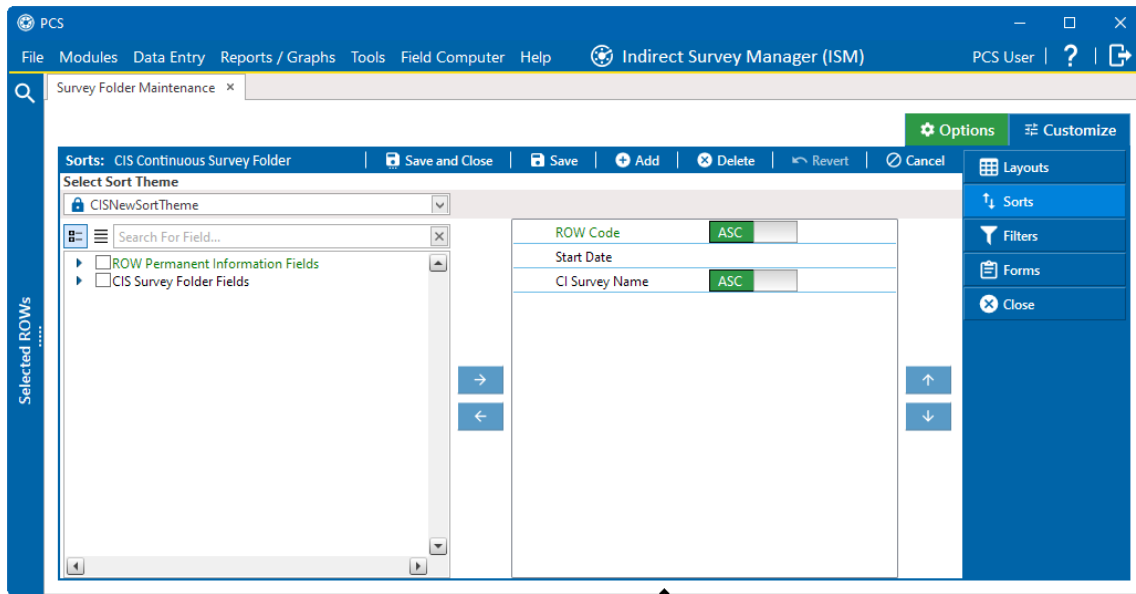 PCS
File Modules Data Entry Reports / Graphs Tools Field Computer Help Indirect Survey Manager (ISM) PCS User | ? |
Survey Folder Maintenance ×
Options Customize
Sorts: CIS Continuous Survey Folder | Save and Close | Save | Add | Delete | Revert | Cancel
Select Sort Theme
CISNewSortTheme
Search For Field...
ROW Permanent Information Fields
CIS Survey Folder Fields
ROW Code ASC
Start Date
CI Survey Name ASC
Layouts
Sorts
Filters
Forms
Close
Selected ROWs